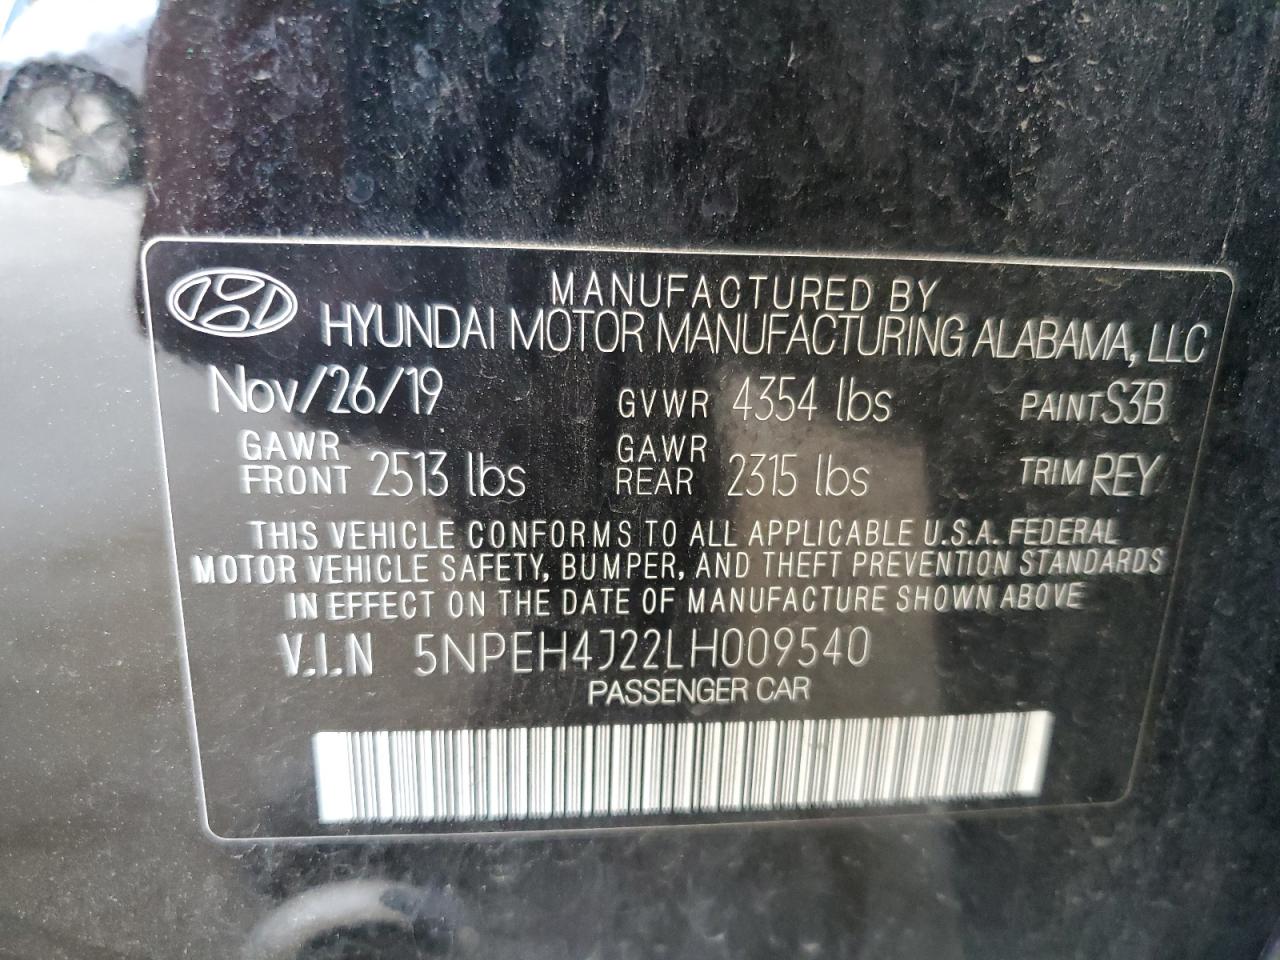 MANUFACTURED BY
HYUNDAI MOTOR MANUFACTURING ALABAMA, LLC
Nov/26/19 GVWR 4354 lbs PAINT S3B
GAWR FRONT 2513 lbs GAWR REAR 2315 lbs TRIM REY
THIS VEHICLE CONFORMS TO ALL APPLICABLE U.S.A. FEDERAL
MOTOR VEHICLE SAFETY, BUMPER, AND THEFT PREVENTION STANDARDS
IN EFFECT ON THE DATE OF MANUFACTURE SHOWN ABOVE
V.I.N 5NPEH4J22LH009540
PASSENGER CAR